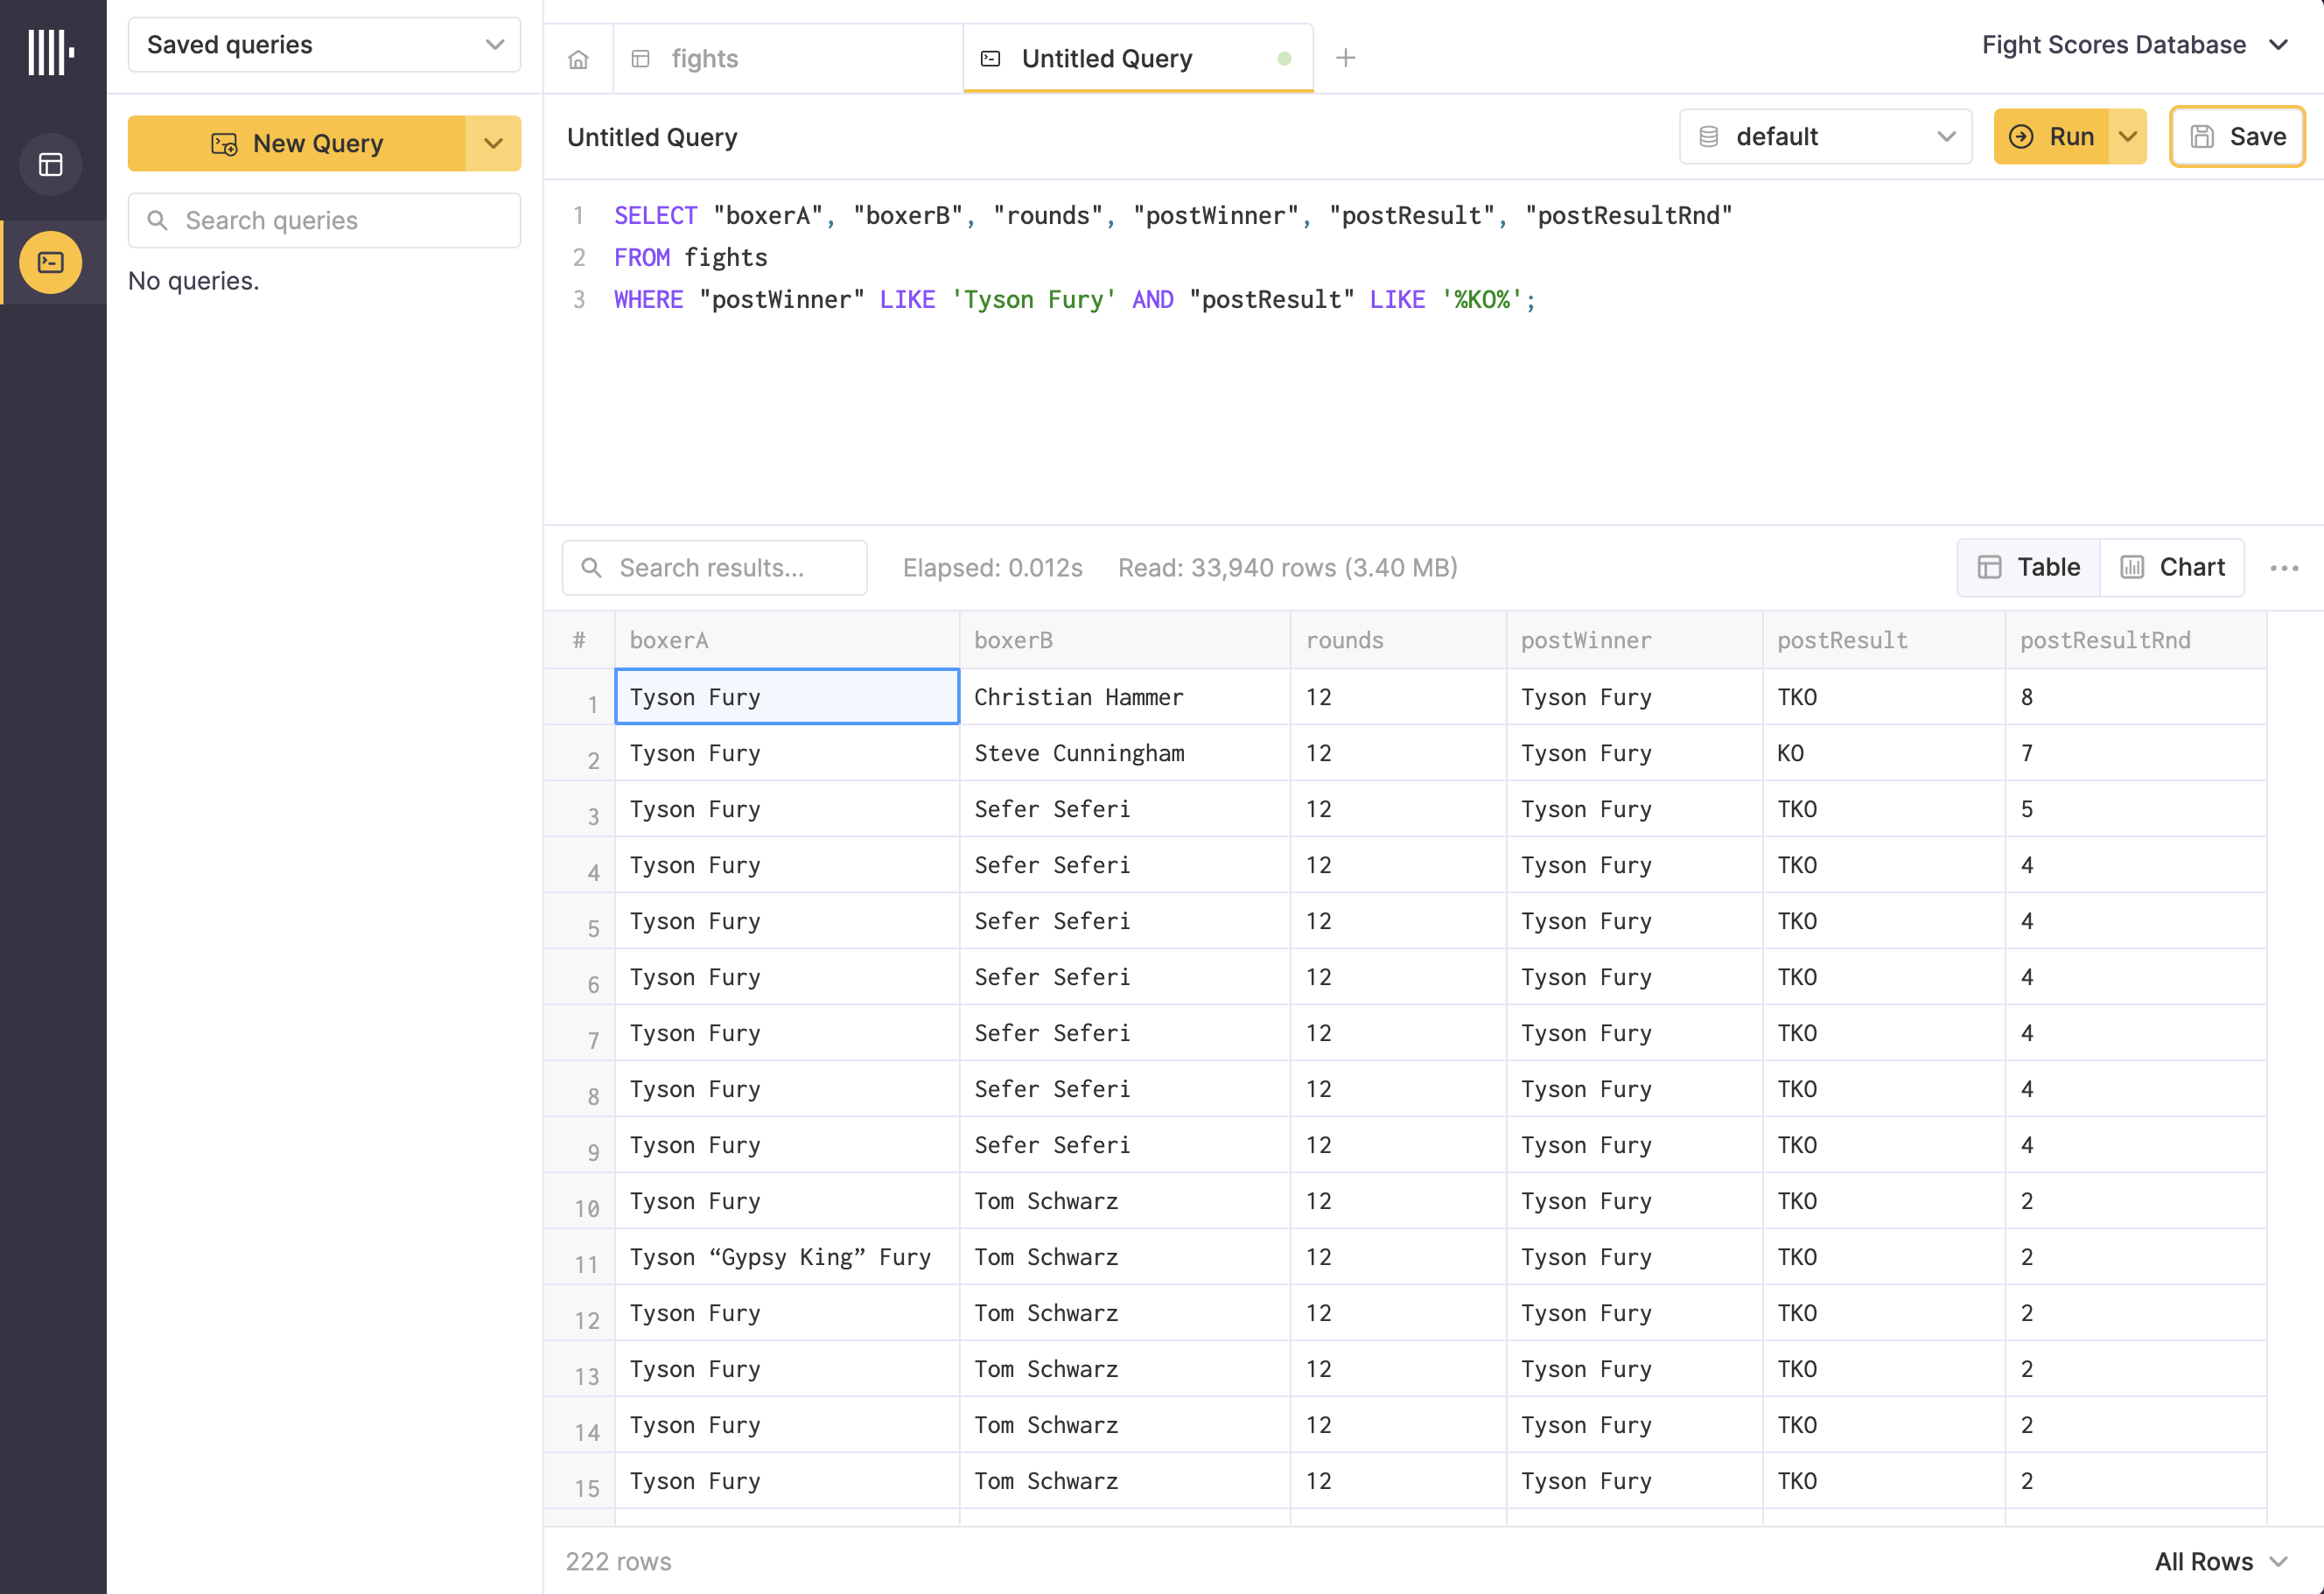 Saved queries
New Query
Search queries
No queries.
fights
Untitled Query
Fight Scores Database
Untitled Query
default
Run
Save
1 SELECT "boxerA", "boxerB", "rounds", "postWinner", "postResult", "postResultRnd"
2 FROM fights
3 WHERE "postWinner" LIKE 'Tyson Fury' AND "postResult" LIKE '%KO%';
Search results...
Elapsed: 0.012s
Read: 33,940 rows (3.40 MB)
Table
Chart
# boxerA boxerB rounds postWinner postResult postResultRnd
1 Tyson Fury Christian Hammer 12 Tyson Fury TKO 8
2 Tyson Fury Steve Cunningham 12 Tyson Fury KO 7
3 Tyson Fury Sefer Seferi 12 Tyson Fury TKO 5
4 Tyson Fury Sefer Seferi 12 Tyson Fury TKO 4
5 Tyson Fury Sefer Seferi 12 Tyson Fury TKO 4
6 Tyson Fury Sefer Seferi 12 Tyson Fury TKO 4
7 Tyson Fury Sefer Seferi 12 Tyson Fury TKO 4
8 Tyson Fury Sefer Seferi 12 Tyson Fury TKO 4
9 Tyson Fury Sefer Seferi 12 Tyson Fury TKO 4
10 Tyson Fury Tom Schwarz 12 Tyson Fury TKO 2
11 Tyson “Gypsy King” Fury Tom Schwarz 12 Tyson Fury TKO 2
12 Tyson Fury Tom Schwarz 12 Tyson Fury TKO 2
13 Tyson Fury Tom Schwarz 12 Tyson Fury TKO 2
14 Tyson Fury Tom Schwarz 12 Tyson Fury TKO 2
15 Tyson Fury Tom Schwarz 12 Tyson Fury TKO 2
222 rows
All Rows